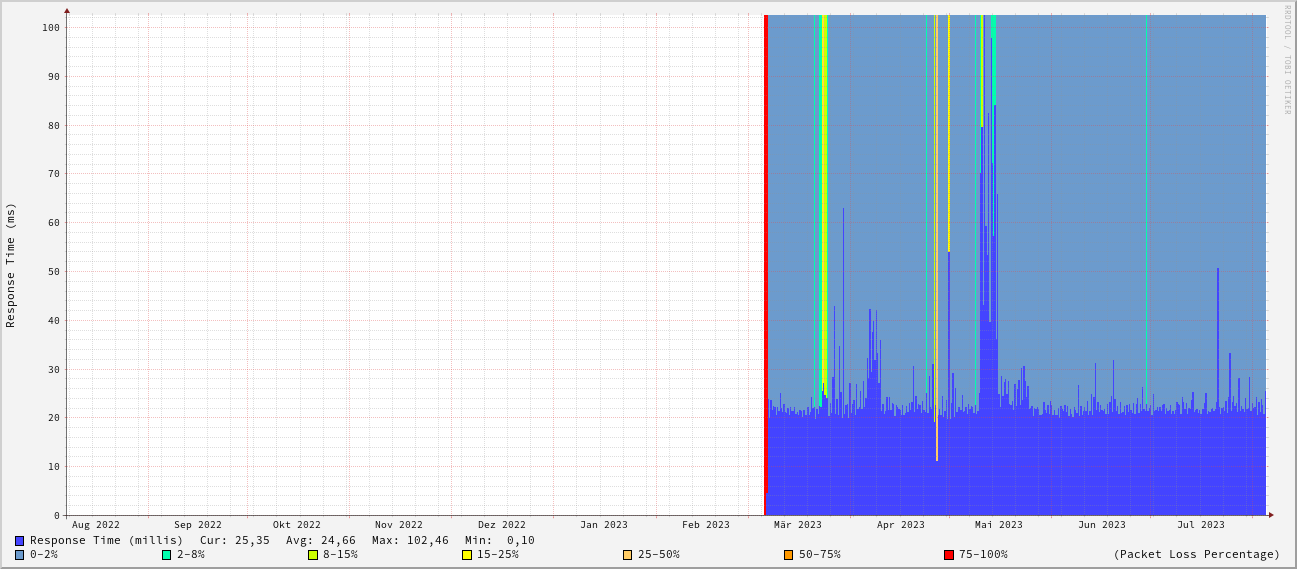 RRDTOOL / TOBI OETIKER
Response Time (ms)
100
90
80
70
60
50
40
30
20
10
0
Aug 2022 Sep 2022 Okt 2022 Nov 2022 Dez 2022 Jan 2023 Feb 2023 Mär 2023 Apr 2023 Mai 2023 Jun 2023 Jul 2023
Response Time (millis) Cur: 25,35 Avg: 24,66 Max: 102,46 Min: 0,10
0-2% 2-8% 8-15% 15-25% 25-50% 50-75% 75-100% (Packet Loss Percentage)